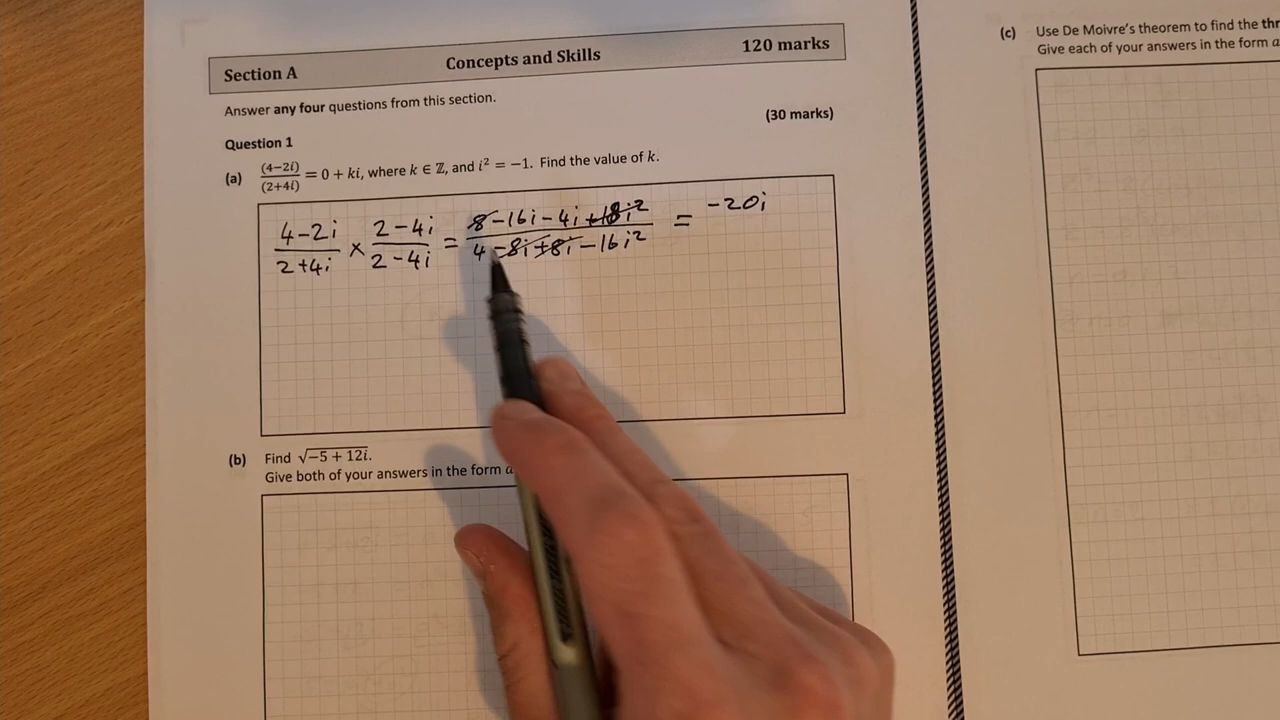 Section A Concepts and Skills 120 marks
Answer any four questions from this section.
Question 1 (30 marks)
(a) (4−2i)/(2+4i) = 0 + ki, where k ∈ ℤ, and i² = −1. Find the value of k.
4-2i/2+4i × 2-4i/2-4i = 8-16i-4i+8i²/4-8i+8i-16i² = -20i
(b) Find √−5 + 12i.
Give both of your answers in the form a
(c) Use De Moivre's theorem to find the
Give each of your answers in the form a